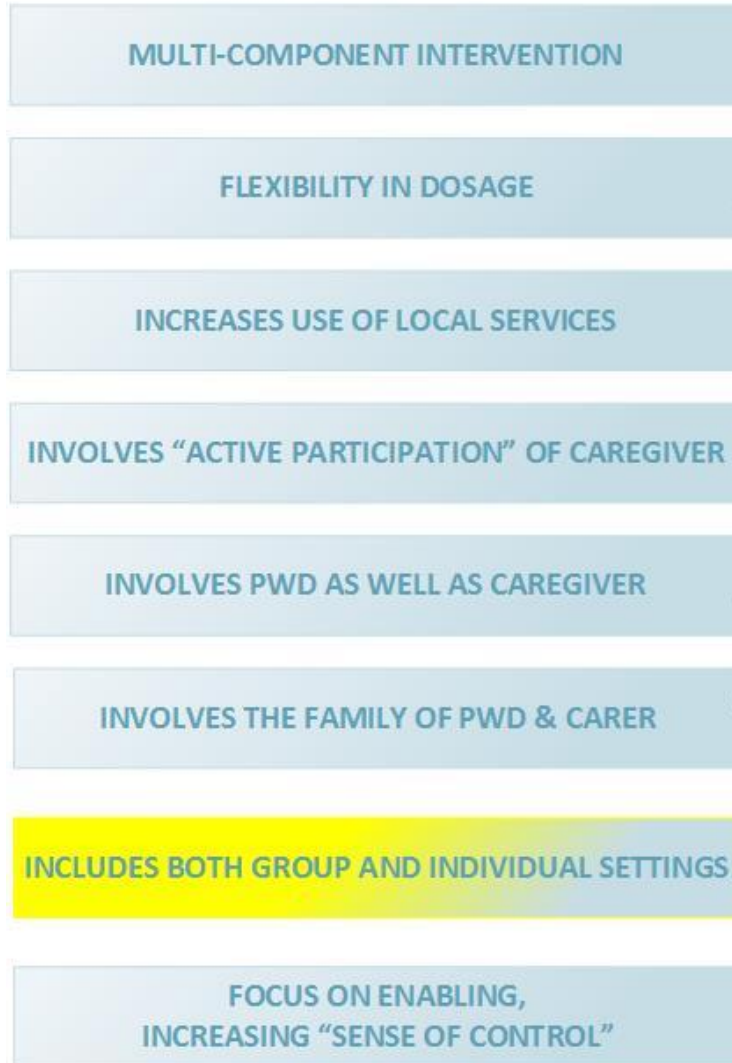 MULTI-COMPONENT INTERVENTION
FLEXIBILITY IN DOSAGE
INCREASES USE OF LOCAL SERVICES
INVOLVES “ACTIVE PARTICIPATION” OF CAREGIVER
INVOLVES PWD AS WELL AS CAREGIVER
INVOLVES THE FAMILY OF PWD & CARER
INCLUDES BOTH GROUP AND INDIVIDUAL SETTINGS
FOCUS ON ENABLING,
INCREASING “SENSE OF CONTROL”